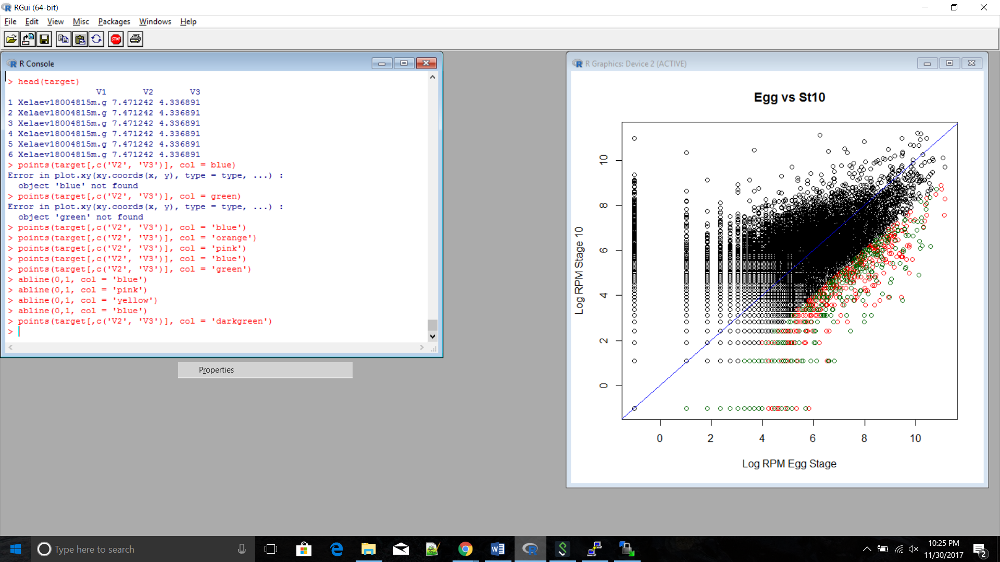 RGui (64-bit)
File Edit View Misc Packages Windows Help
STOP
R Console
> head(target)
V1 V2 V3
1 Xelaev18004815m.g 7.471242 4.336891
2 Xelaev18004815m.g 7.471242 4.336891
3 Xelaev18004815m.g 7.471242 4.336891
4 Xelaev18004815m.g 7.471242 4.336891
5 Xelaev18004815m.g 7.471242 4.336891
6 Xelaev18004815m.g 7.471242 4.336891
> points(target[,c('V2', 'V3')], col = blue)
Error in plot.xy(xy.coords(x, y), type = type, ...) :
object 'blue' not found
> points(target[,c('V2', 'V3')], col = green)
Error in plot.xy(xy.coords(x, y), type = type, ...) :
object 'green' not found
> points(target[,c('V2', 'V3')], col = 'blue')
> points(target[,c('V2', 'V3')], col = 'orange')
> points(target[,c('V2', 'V3')], col = 'pink')
> points(target[,c('V2', 'V3')], col = 'blue')
> points(target[,c('V2', 'V3')], col = 'green')
> abline(0,1, col = 'blue')
> abline(0,1, col = 'pink')
> abline(0,1, col = 'yellow')
> abline(0,1, col = 'blue')
> points(target[,c('V2', 'V3')], col = 'darkgreen')
>
Properties
R Graphics: Device 2 (ACTIVE)
Egg vs St10
Log RPM Stage 10
10
8
6
4
2
0
0 2 4 6 8 10
Log RPM Egg Stage
Type here to search
10:25 PM
11/30/2017
2